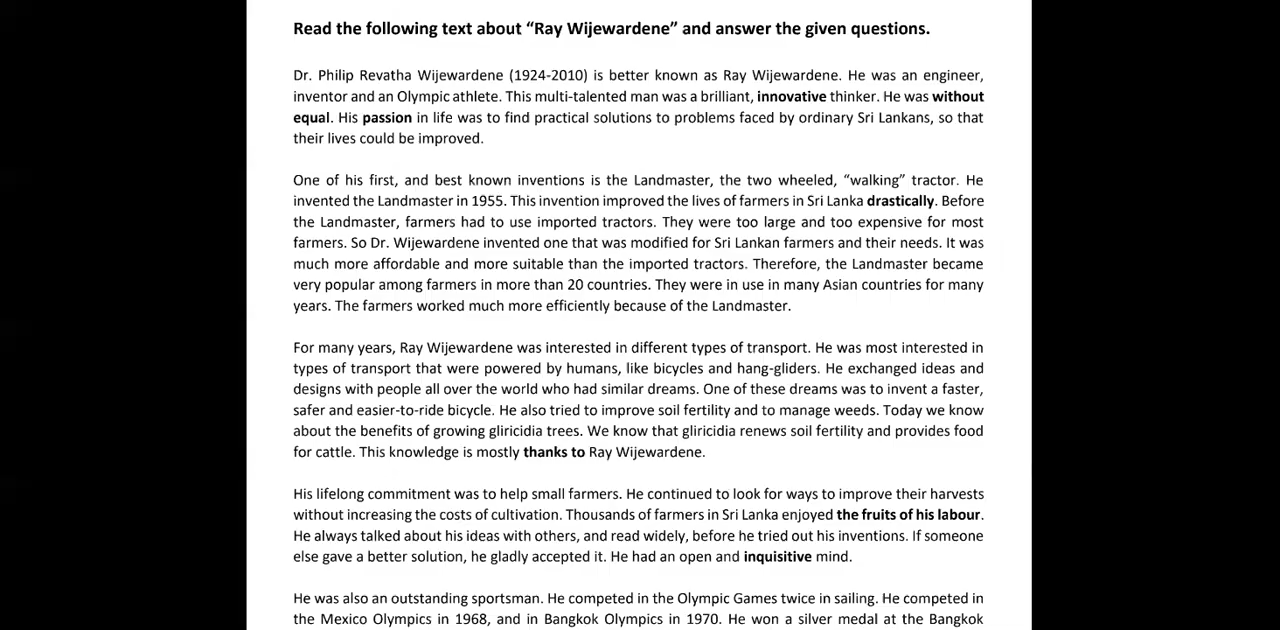 Read the following text about “Ray Wijewardene” and answer the given questions.
Dr. Philip Revatha Wijewardene (1924-2010) is better known as Ray Wijewardene. He was an engineer,
inventor and an Olympic athlete. This multi-talented man was a brilliant, innovative thinker. He was without
equal. His passion in life was to find practical solutions to problems faced by ordinary Sri Lankans, so that
their lives could be improved.
One of his first, and best known inventions is the Landmaster, the two wheeled, “walking” tractor. He
invented the Landmaster in 1955. This invention improved the lives of farmers in Sri Lanka drastically. Before
the Landmaster, farmers had to use imported tractors. They were too large and too expensive for most
farmers. So Dr. Wijewardene invented one that was modified for Sri Lankan farmers and their needs. It was
much more affordable and more suitable than the imported tractors. Therefore, the Landmaster became
very popular among farmers in more than 20 countries. They were in use in many Asian countries for many
years. The farmers worked much more efficiently because of the Landmaster.
For many years, Ray Wijewardene was interested in different types of transport. He was most interested in
types of transport that were powered by humans, like bicycles and hang-gliders. He exchanged ideas and
designs with people all over the world who had similar dreams. One of these dreams was to invent a faster,
safer and easier-to-ride bicycle. He also tried to improve soil fertility and to manage weeds. Today we know
about the benefits of growing gliricidia trees. We know that gliricidia renews soil fertility and provides food
for cattle. This knowledge is mostly thanks to Ray Wijewardene.
His lifelong commitment was to help small farmers. He continued to look for ways to improve their harvests
without increasing the costs of cultivation. Thousands of farmers in Sri Lanka enjoyed the fruits of his labour.
He always talked about his ideas with others, and read widely, before he tried out his inventions. If someone
else gave a better solution, he gladly accepted it. He had an open and inquisitive mind.
He was also an outstanding sportsman. He competed in the Olympic Games twice in sailing. He competed in
the Mexico Olympics in 1968, and in Bangkok Olympics in 1970. He won a silver medal at the Bangkok